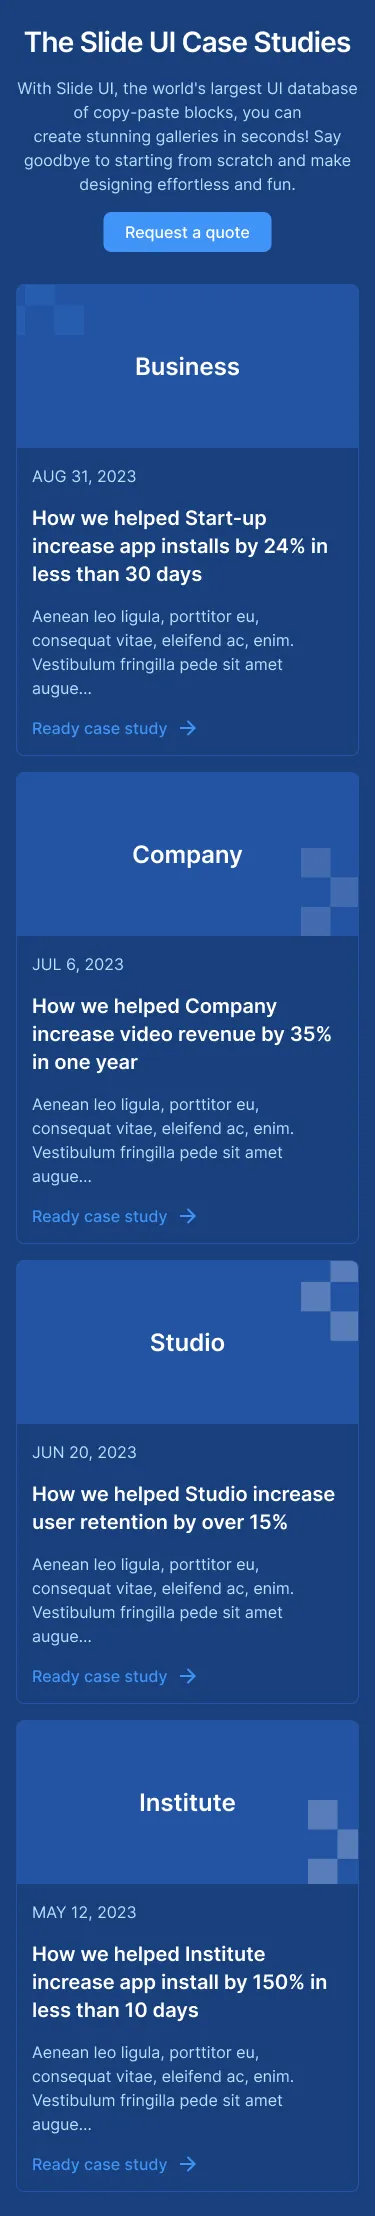 The Slide UI Case Studies
With Slide UI, the world's largest UI database
of copy-paste blocks, you can
create stunning galleries in seconds! Say
goodbye to starting from scratch and make
designing effortless and fun.
Request a quote
Business
AUG 31, 2023
How we helped Start-up
increase app installs by 24% in
less than 30 days
Aenean leo ligula, porttitor eu,
consequat vitae, eleifend ac, enim.
Vestibulum fringilla pede sit amet
augue...
Ready case study
Company
JUL 6, 2023
How we helped Company
increase video revenue by 35%
in one year
Aenean leo ligula, porttitor eu,
consequat vitae, eleifend ac, enim.
Vestibulum fringilla pede sit amet
augue...
Ready case study
Studio
JUN 20, 2023
How we helped Studio increase
user retention by over 15%
Aenean leo ligula, porttitor eu,
consequat vitae, eleifend ac, enim.
Vestibulum fringilla pede sit amet
augue...
Ready case study
Institute
MAY 12, 2023
How we helped Institute
increase app install by 150% in
less than 10 days
Aenean leo ligula, porttitor eu,
consequat vitae, eleifend ac, enim.
Vestibulum fringilla pede sit amet
augue...
Ready case study